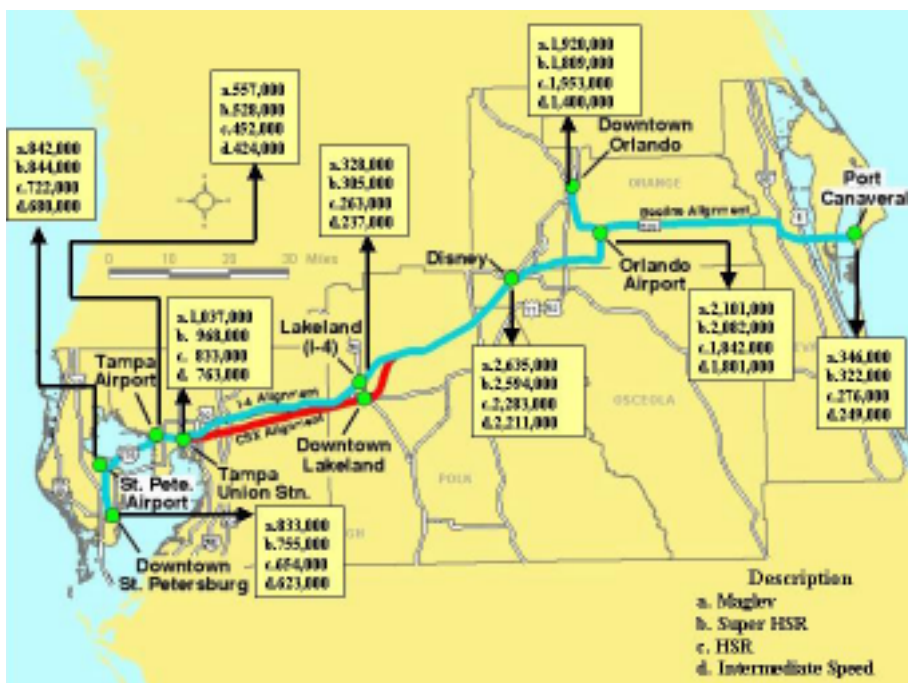 a.1,920,000
b.1,809,000
c.1,553,000
d.1,400,000
a.557,000
b.528,000
c.452,000
d.424,000
Downtown
Orlando
a.842,000
b.844,000
c.722,000
d.680,000
a.328,000
b.305,000
c.263,000
d.237,000
ORANGE
Port
Canaveral
Beeline Alignment
0 10 20 30 Miles
Disney
Orlando
Airport
a.1,037,000
b. 968,000
c. 833,000
d. 763,000
Lakeland
(I-4)
a.2,101,000
b.2,082,000
c.1,842,000
d.1,801,000
Tampa
Airport
a.2,635,000
b.2,594,000
c.2,283,000
d.2,211,000
a.346,000
b.322,000
c.276,000
d.249,000
I-4 Alignment
CSX Alignment
OSCEOLA
Downtown
Lakeland
St. Pete.
Airport
Tampa
Union Stn.
POLK
a.833,000
b.755,000
c.654,000
d.623,000
Downtown
St. Petersburg
Description
a. Maglev
b. Super HSR
c. HSR
d. Intermediate Speed